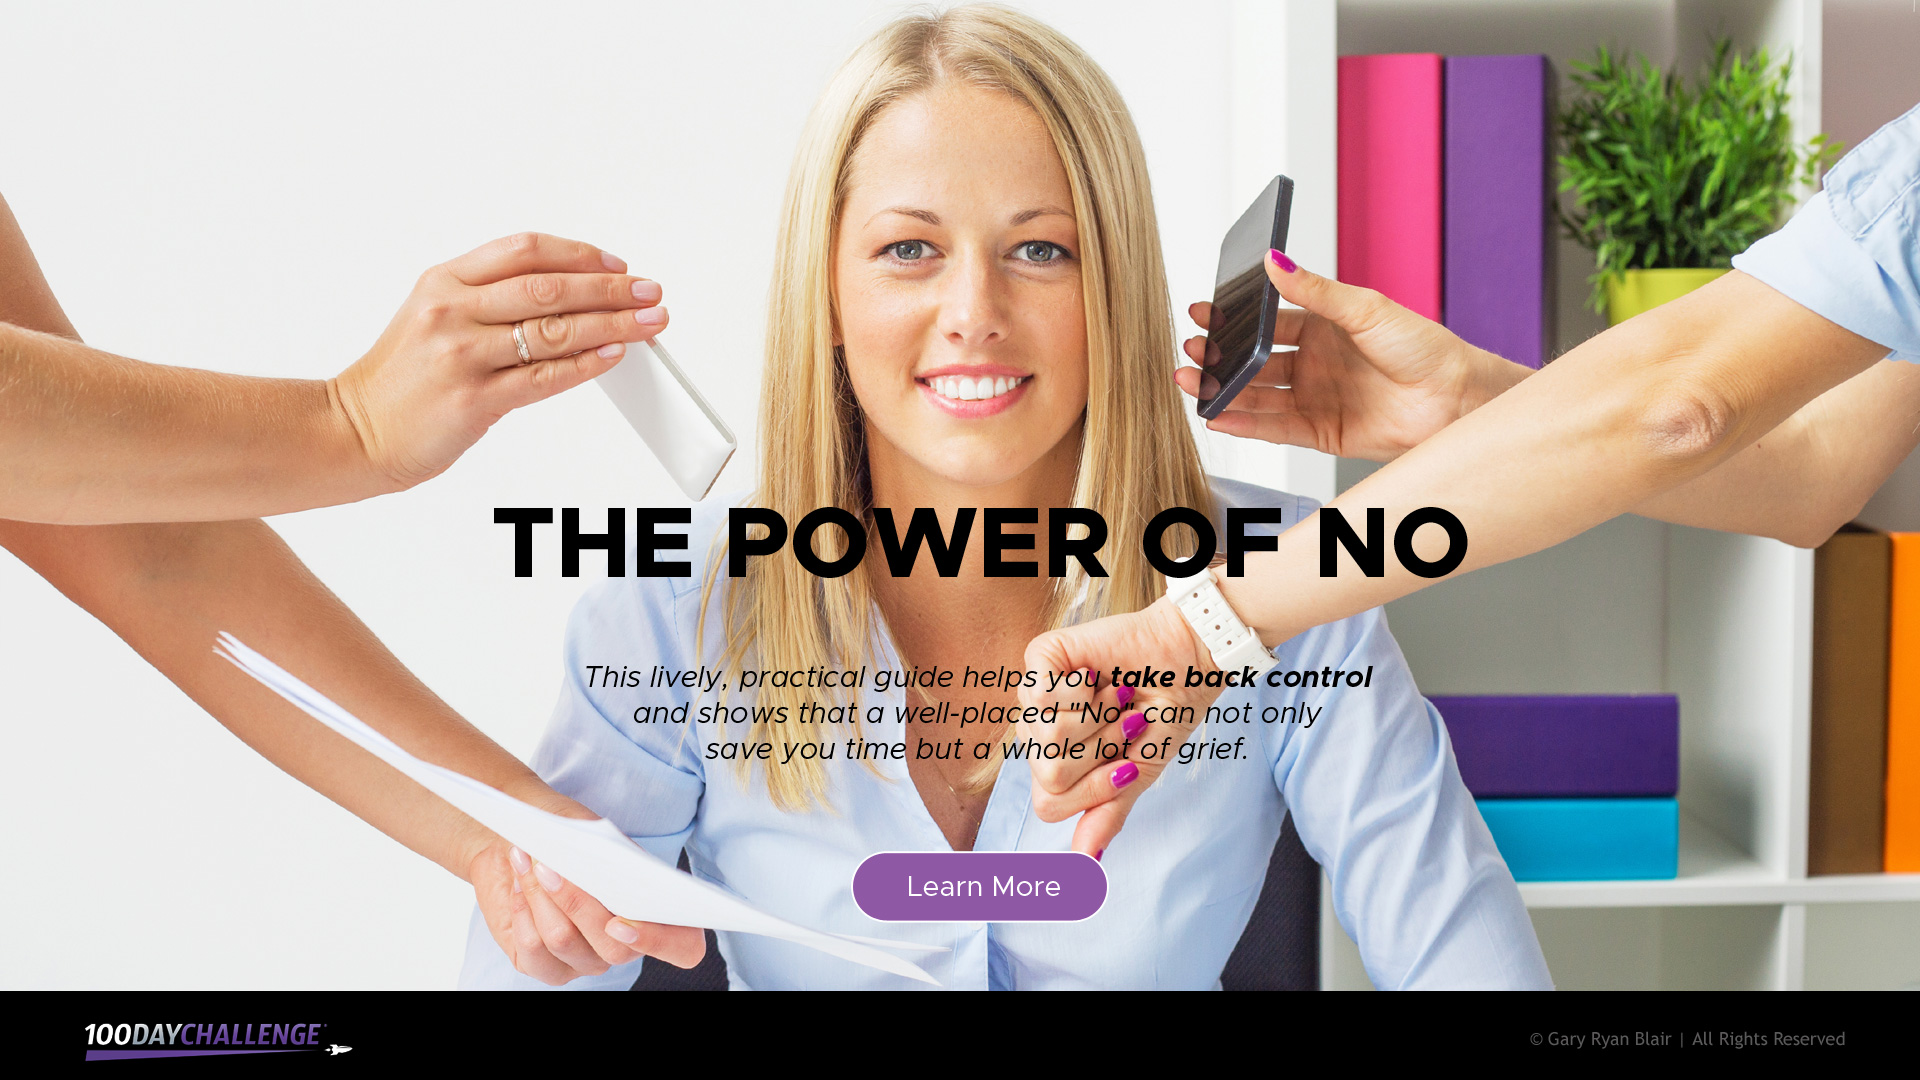 THE POWER OF NO
This lively, practical guide helps you take back control
and shows that a well-placed "No" can not only
save you time but a whole lot of grief.
Learn More
100DAYCHALLENGE
© Gary Ryan Blair | All Rights Reserved